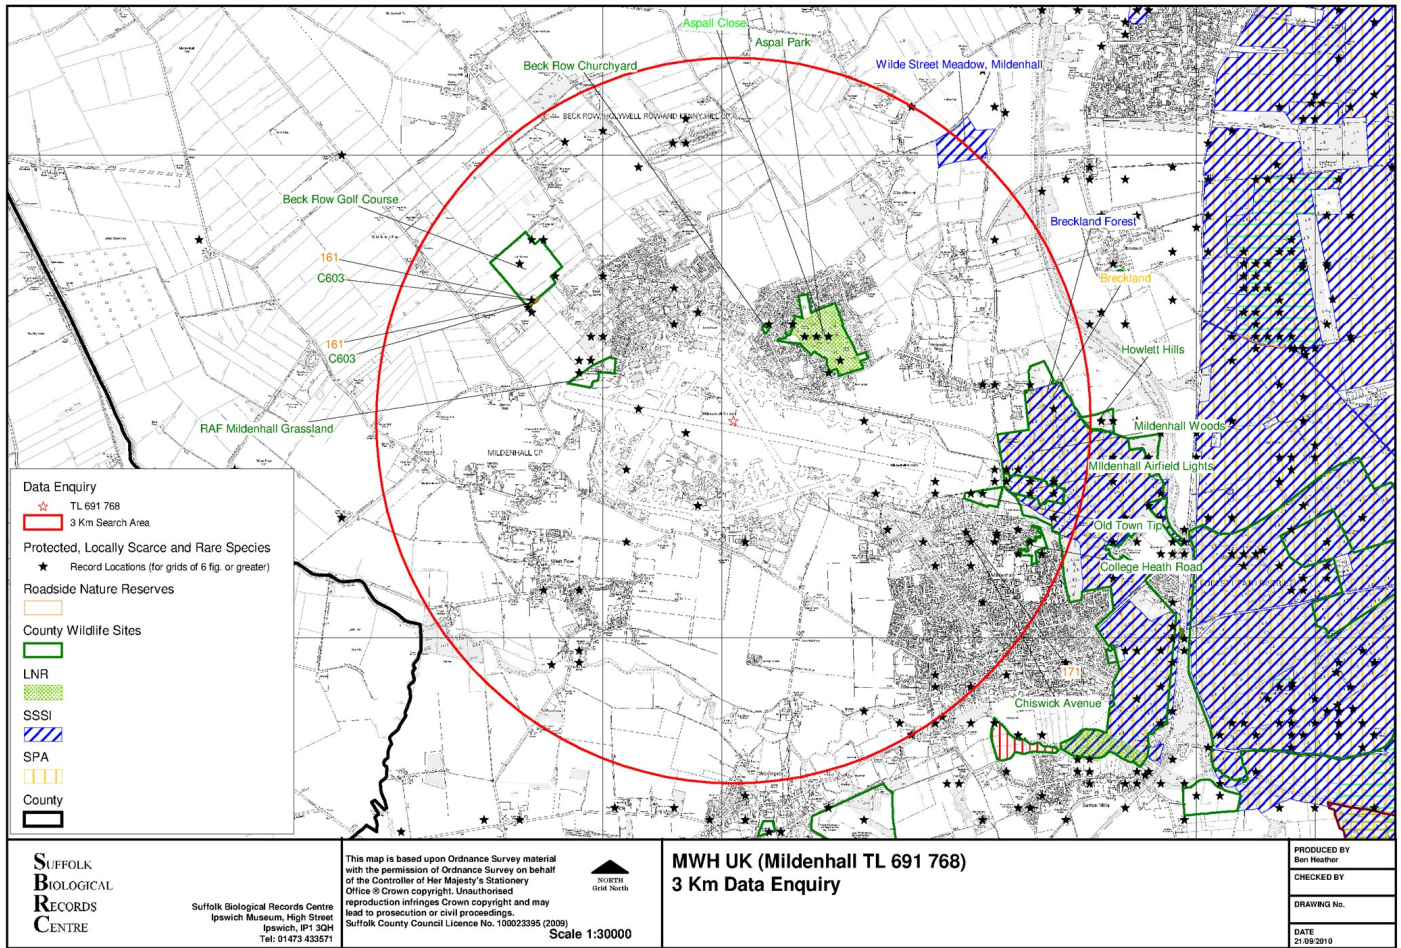 Aspall Close
Aspal Park
Beck Row Churchyard
Wilde Street Meadow, Mildenhall
BECK ROW, HOLYWELL ROW AND KENNY HILL CP
Beck Row Golf Course
Breckland Forest
161
C603
Breckland
161
C603
Howlett Hills
RAF Mildenhall Grassland
Mildenhall Woods
MILDENHALL CP
MIldenhall Airfield Lights
Old Town Tip
College Heath Road
West Row
171
Chiswick Avenue
Worlington
Barton Mills
Data Enquiry
TL 691 768
3 Km Search Area
Protected, Locally Scarce and Rare Species
Record Locations (for grids of 6 fig. or greater)
Roadside Nature Reserves
County Wildlife Sites
LNR
SSSI
SPA
County
SUFFOLK
BIOLOGICAL
RECORDS
CENTRE
Suffolk Biological Records Centre
Ipswich Museum, High Street
Ipswich, IP1 3QH
Tel: 01473 433571
This map is based upon Ordnance Survey material
with the permission of Ordnance Survey on behalf
of the Controller of Her Majesty's Stationery
Office ® Crown copyright. Unauthorised
reproduction infringes Crown copyright and may
lead to prosecution or civil proceedings.
Suffolk County Council Licence No. 100023395 (2009)
NORTH
Grid North
Scale 1:30000
MWH UK (Mildenhall TL 691 768)
3 Km Data Enquiry
PRODUCED BY
Ben Heather
CHECKED BY
DRAWING No.
DATE
21/09/2010